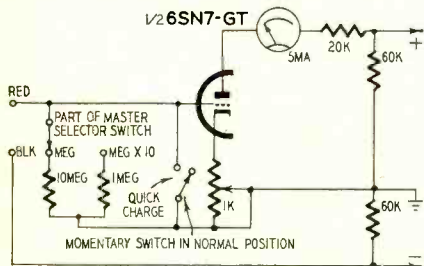 1/2 6SN7-GT
5MA
20K
+
60K
RED
PART OF MASTER
SELECTOR SWITCH
BLK
MEG
MEG X 10
10MEG
1MEG
QUICK
CHARGE
1K
60K
MOMENTARY SWITCH IN NORMAL POSITION
−